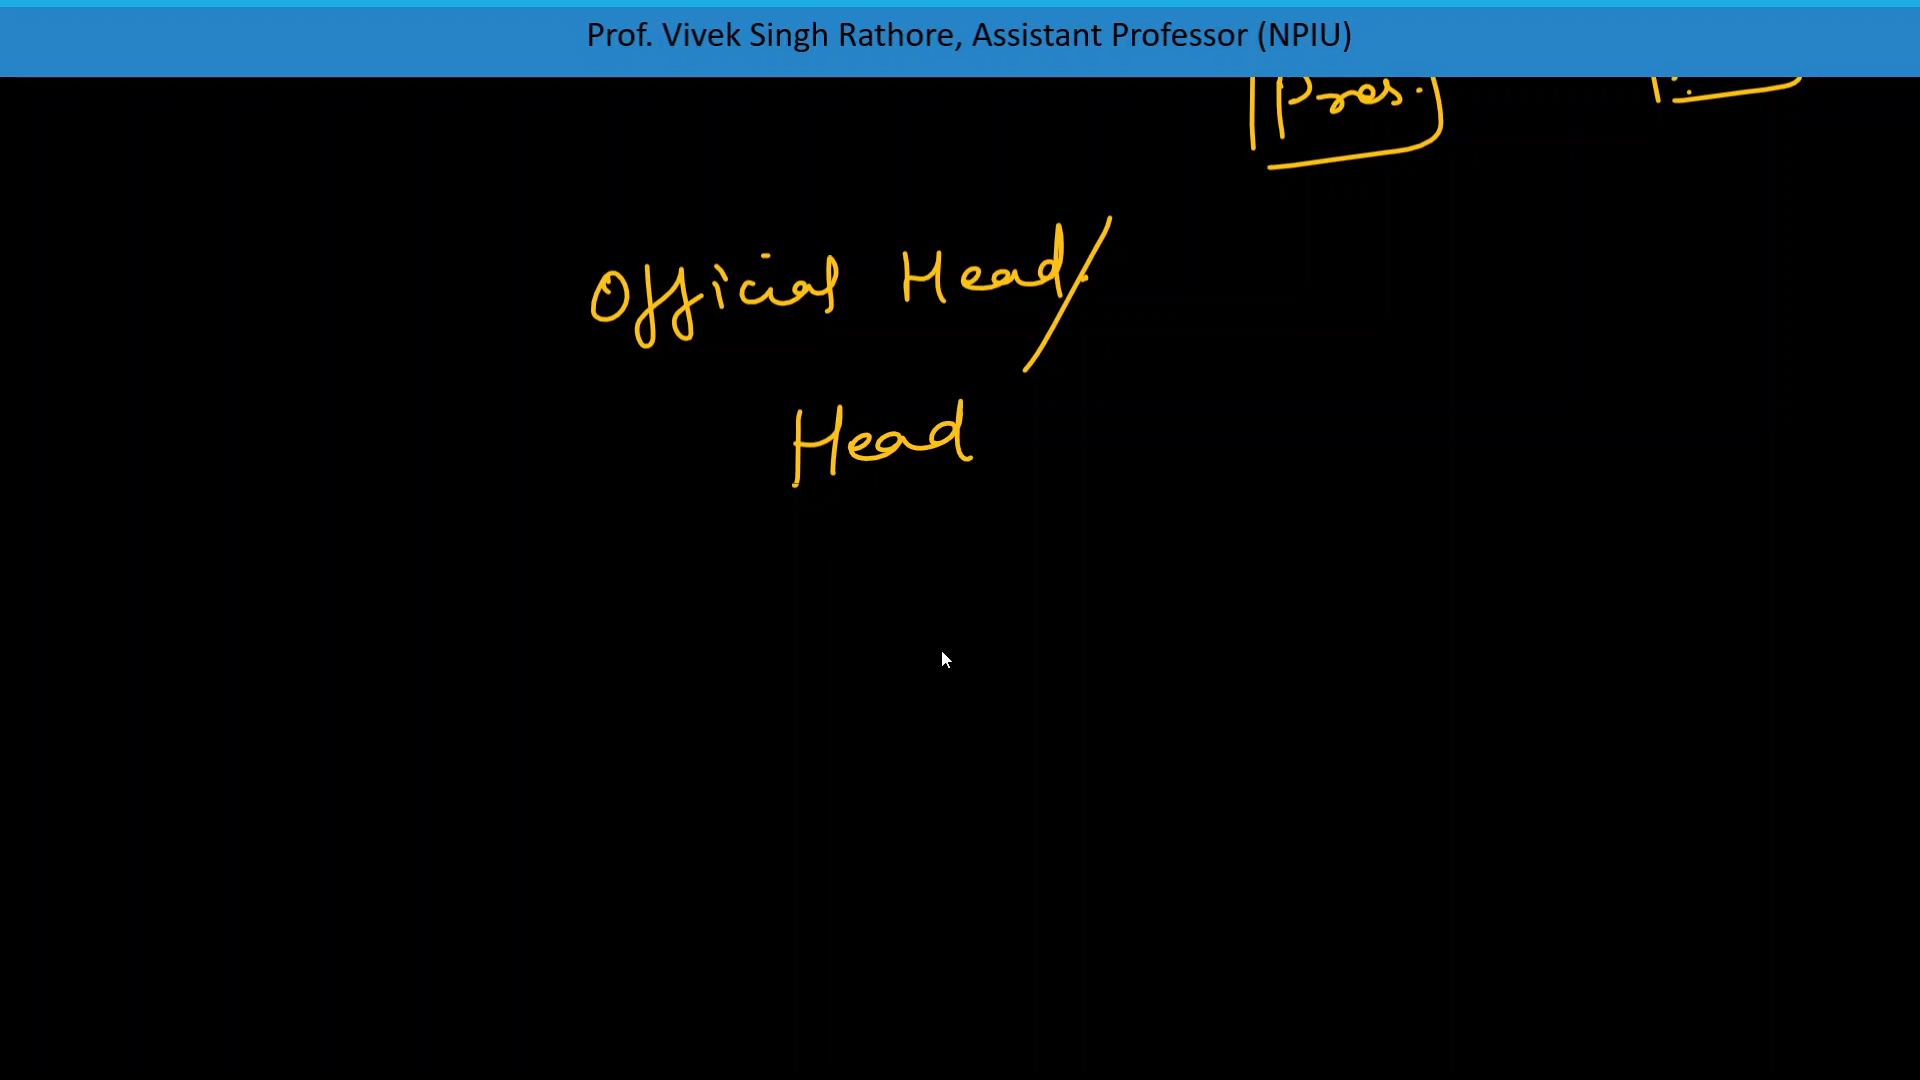 Prof. Vivek Singh Rathore, Assistant Professor (NPIU)
Pres.
Official Head/
Head